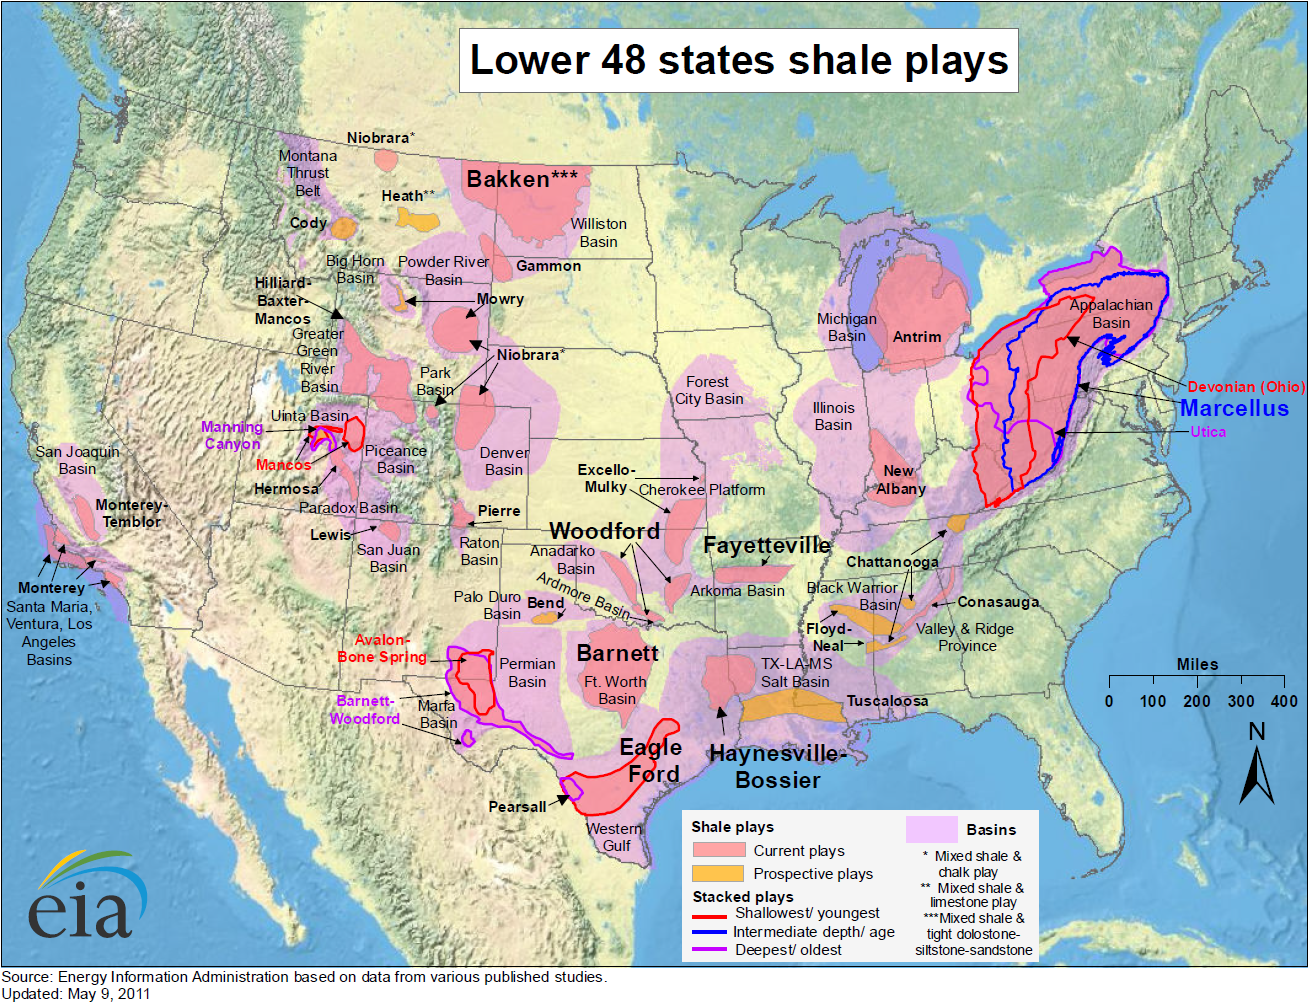 Lower 48 states shale plays
Niobrara*
Montana
Thrust
Belt
Bakken***
Heath**
Cody
Williston
Basin
Big Horn
Basin
Powder River
Basin
Gammon
Hilliard-
Baxter-
Mancos
Mowry
Greater
Green
River
Basin
Niobrara*
Park
Basin
Michigan
Basin
Antrim
Appalachian
Basin
Devonian (Ohio)
Marcellus
Utica
Forest
City Basin
Illinois
Basin
Uinta Basin
Manning
Canyon
Mancos
Piceance
Basin
Denver
Basin
San Joaquin
Basin
Hermosa
Excello-
Mulky
Cherokee Platform
New
Albany
Monterey-
Temblor
Paradox Basin
Pierre
Lewis
San Juan
Basin
Raton
Basin
Woodford
Anadarko
Basin
Fayetteville
Chattanooga
Monterey
Santa Maria,
Ventura, Los
Angeles
Basins
Palo Duro
Basin
Bend
Ardmore Basin
Arkoma Basin
Black Warrior
Basin
Conasauga
Floyd-
Neal
Valley & Ridge
Province
Avalon-
Bone Spring
Permian
Basin
Barnett
Ft. Worth
Basin
TX-LA-MS
Salt Basin
Tuscaloosa
Barnett-
Woodford
Marfa
Basin
Eagle
Ford
Haynesville-
Bossier
Pearsall
Western
Gulf
Miles
0 100 200 300 400
N
Shale plays
Current plays
Prospective plays
Stacked plays
Shallowest/ youngest
Intermediate depth/ age
Deepest/ oldest
Basins
* Mixed shale &
chalk play
** Mixed shale &
limestone play
***Mixed shale &
tight dolostone-
siltstone-sandstone
eia
Source: Energy Information Administration based on data from various published studies.
Updated: May 9, 2011